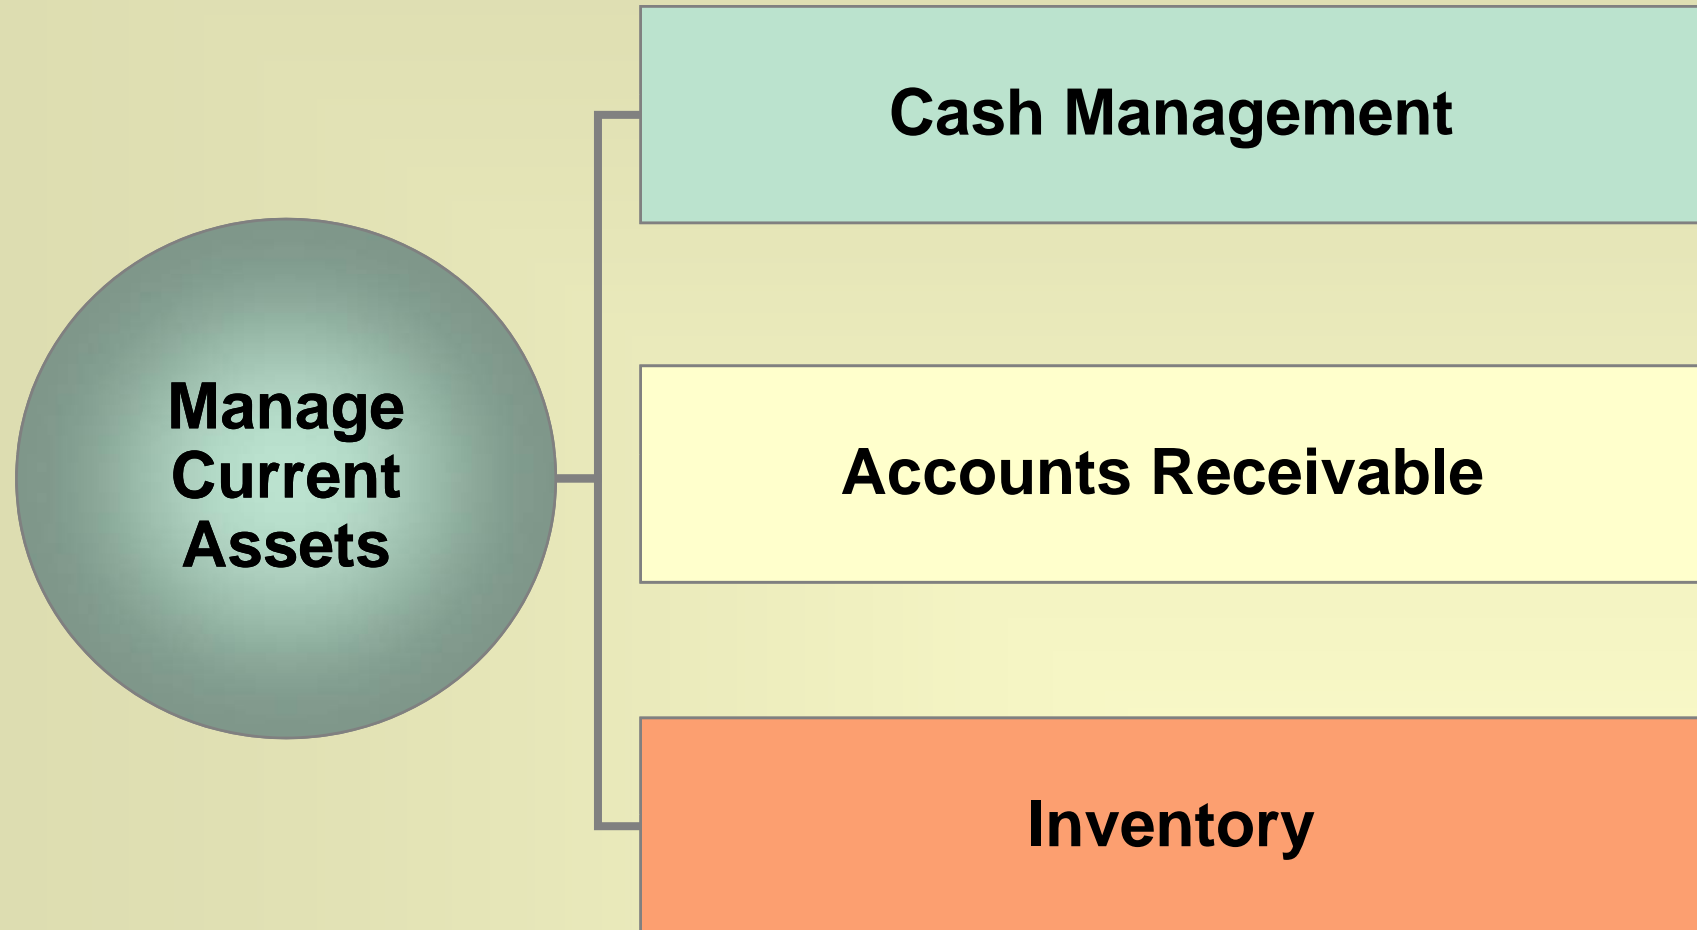 Cash Management
Manage
Current
Assets
Accounts Receivable
Inventory